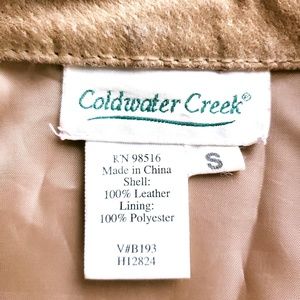 Coldwater Creek®
S
RN 98516
Made in China
Shell:
100% Leather
Lining:
100% Polyester
V#B193
H12824